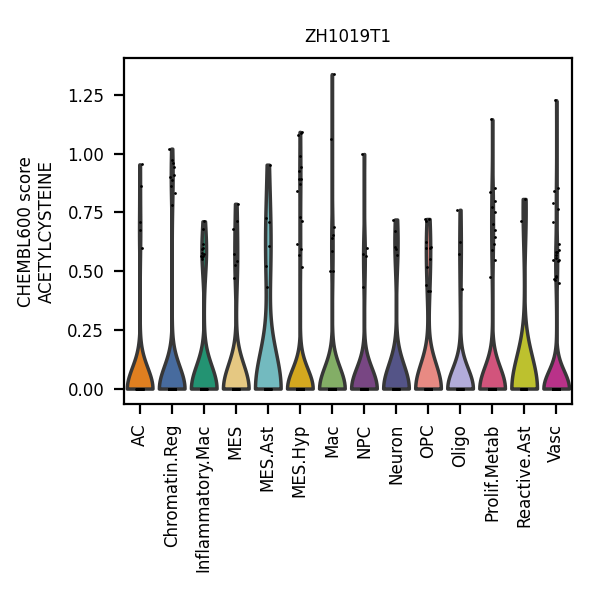 ZH1019T1
CHEMBL600 score
ACETYLCYSTEINE
1.25
1.00
0.75
0.50
0.25
0.00
AC
Chromatin.Reg
Inflammatory.Mac
MES
MES.Ast
MES.Hyp
Mac
NPC
Neuron
OPC
Oligo
Prolif.Metab
Reactive.Ast
Vasc